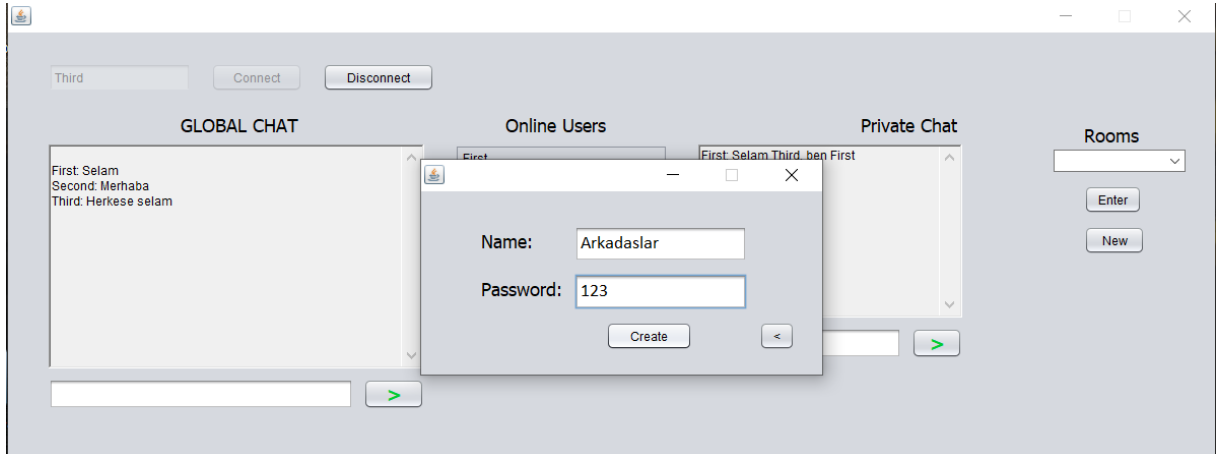 Third
Connect
Disconnect
GLOBAL CHAT
Online Users
Private Chat
Rooms
First: Selam
Second: Merhaba
Third: Herkese selam
First
First: Selam Third, ben First
Enter
New
Name:
Arkadaslar
Password:
123
Create
<
>
>